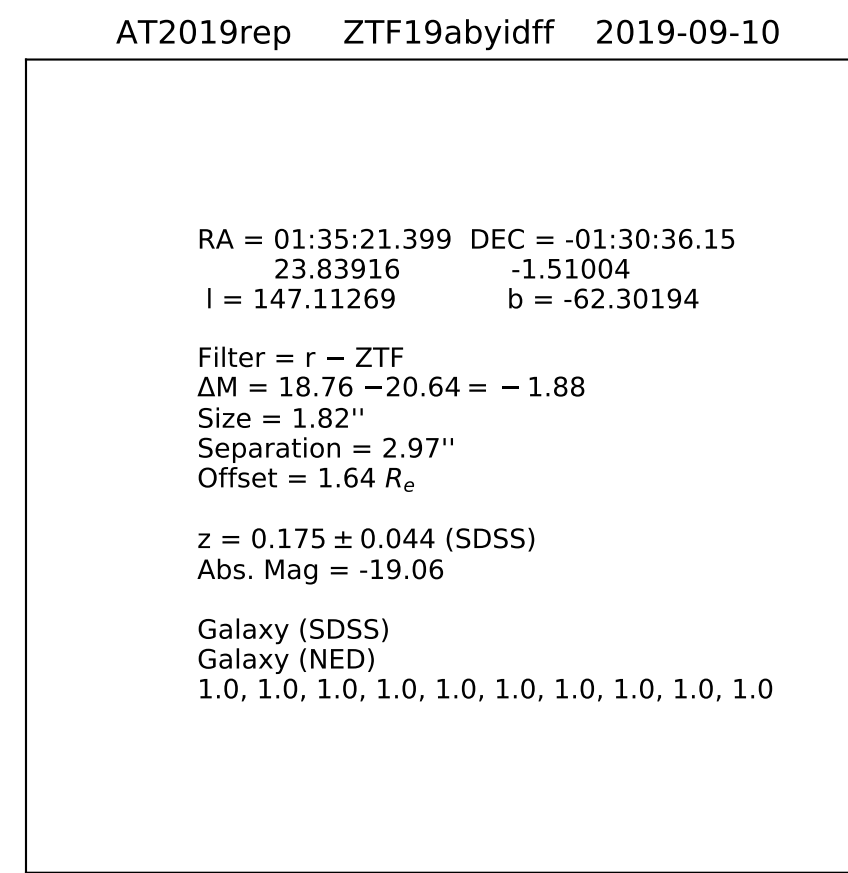 AT2019rep ZTF19abyidff 2019-09-10
RA = 01:35:21.399 DEC = -01:30:36.15
23.83916 -1.51004
l = 147.11269 b = -62.30194
Filter = r − ZTF
ΔM = 18.76 −20.64 = − 1.88
Size = 1.82''
Separation = 2.97''
Offset = 1.64 Rₑ
z = 0.175 ± 0.044 (SDSS)
Abs. Mag = -19.06
Galaxy (SDSS)
Galaxy (NED)
1.0, 1.0, 1.0, 1.0, 1.0, 1.0, 1.0, 1.0, 1.0, 1.0